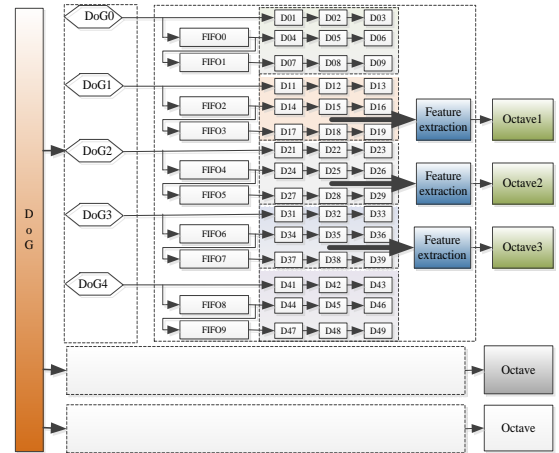 D
o
G
DoG0
D01 D02 D03
FIFO0 D04 D05 D06
FIFO1 D07 D08 D09
DoG1
D11 D12 D13
FIFO2 D14 D15 D16
FIFO3 D17 D18 D19
Feature
extraction
Octave1
DoG2
D21 D22 D23
FIFO4 D24 D25 D26
FIFO5 D27 D28 D29
Feature
extraction
Octave2
DoG3
D31 D32 D33
FIFO6 D34 D35 D36
FIFO7 D37 D38 D39
Feature
extraction
Octave3
DoG4
D41 D42 D43
FIFO8 D44 D45 D46
FIFO9 D47 D48 D49
Octave
Octave